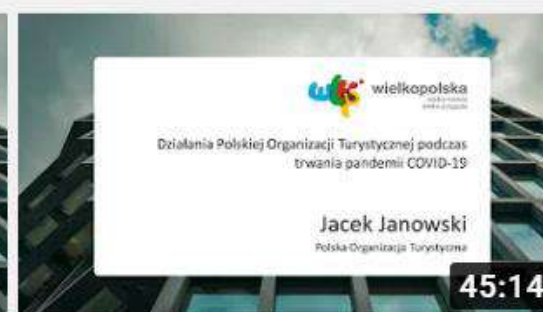 wielkopolska
Działania Polskiej Organizacji Turystycznej podczas
trwania pandemii COVID-19
Jacek Janowski
Polska Organizacja Turystyczna
45:14